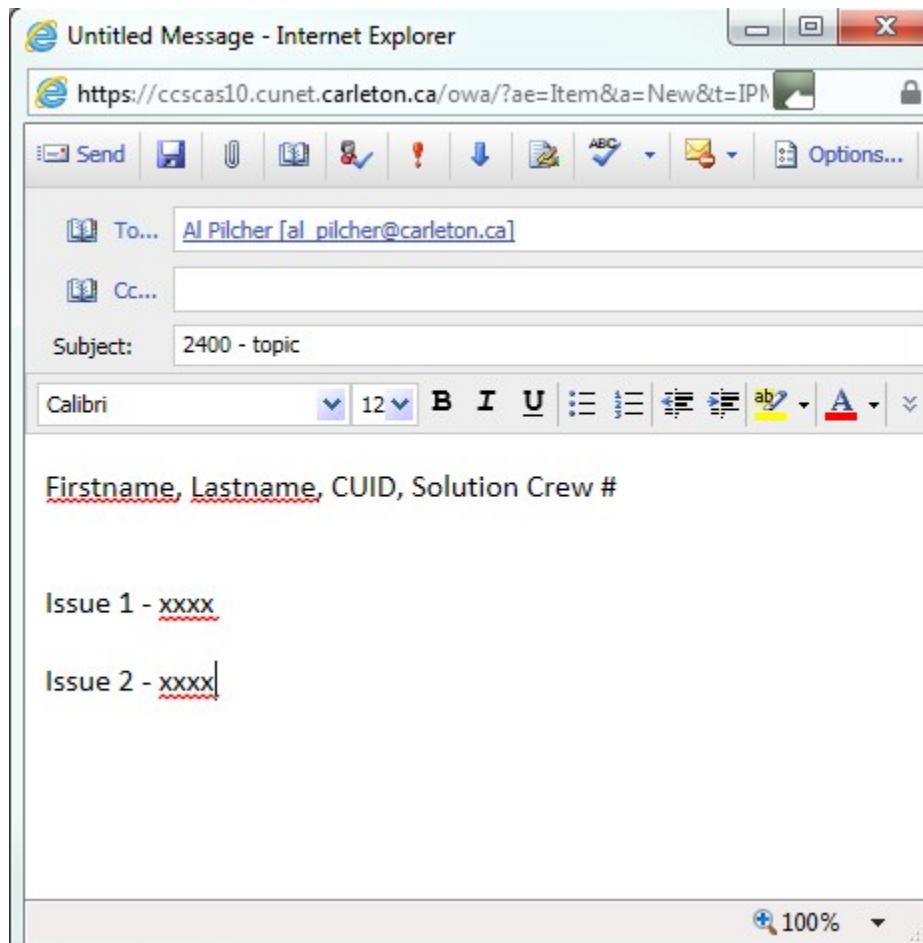 Untitled Message - Internet Explorer
https://ccscas10.cunet.carleton.ca/owa/?ae=Item&a=New&t=IPM
Send ABC Options...
To... Al Pilcher [al_pilcher@carleton.ca]
Cc...
Subject: 2400 - topic
Calibri 12 B I U ab A
Firstname, Lastname, CUID, Solution Crew #
Issue 1 - xxxx
Issue 2 - xxxx
100%